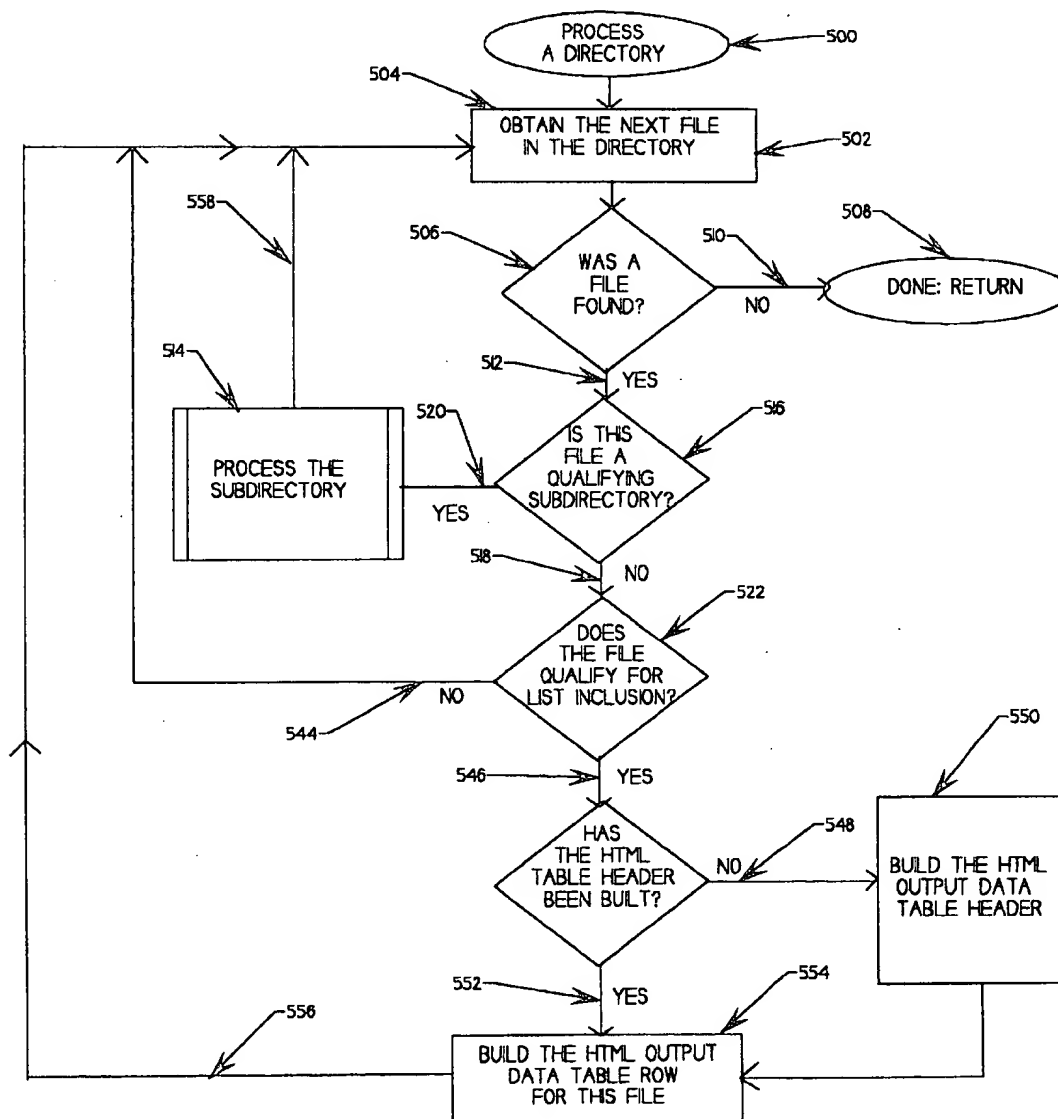 PROCESS
A DIRECTORY
500
504
OBTAIN THE NEXT FILE
IN THE DIRECTORY
502
558
506
WAS A
FILE
FOUND?
510
NO
508
DONE: RETURN
514
512
YES
520
516
PROCESS THE
SUBDIRECTORY
YES
IS THIS
FILE A
QUALIFYING
SUBDIRECTORY?
518
NO
522
DOES
THE FILE
QUALIFY FOR
LIST INCLUSION?
NO
544
546
YES
550
HAS
THE HTML
TABLE HEADER
BEEN BUILT?
NO
548
BUILD THE HTML
OUTPUT DATA
TABLE HEADER
552
YES
554
556
BUILD THE HTML OUTPUT
DATA TABLE ROW
FOR THIS FILE